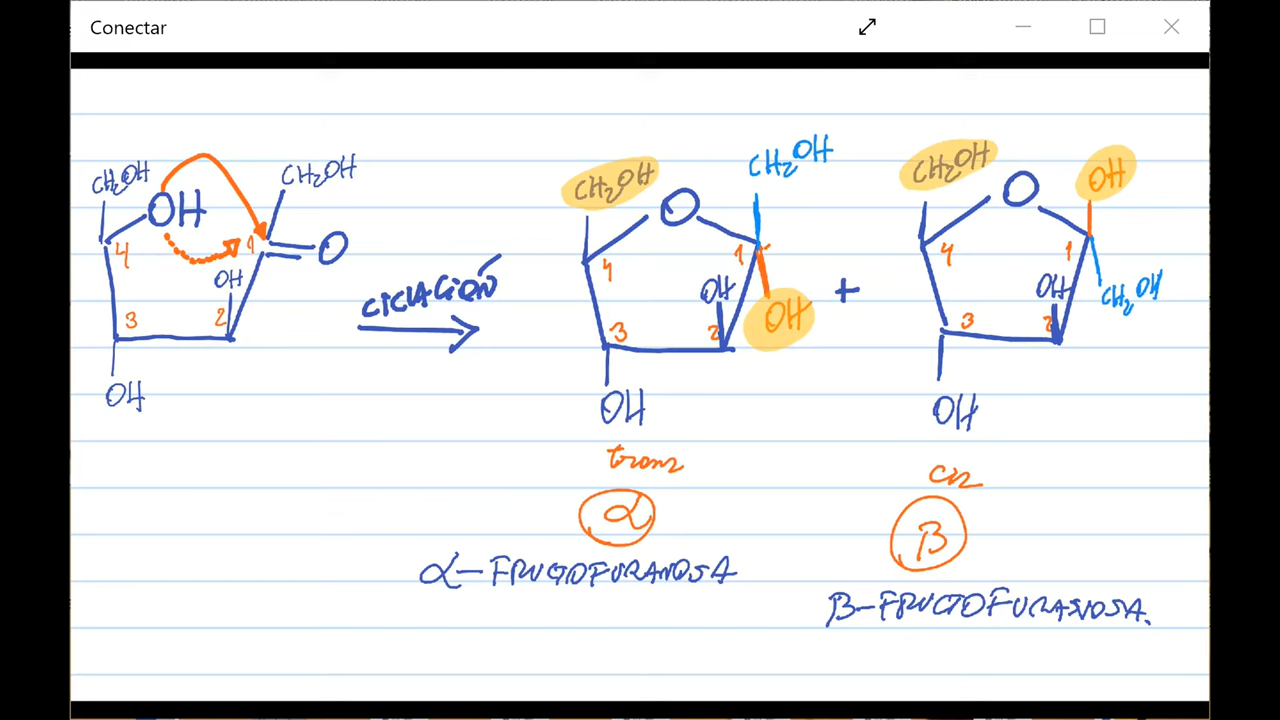 Conectar
CH₂OH
OH
CH₂OH
4
1
O
OH
3
2
OH
CICLACIÓN
CH₂OH
O
CH₂OH
4
1
OH
3
2
OH
OH
+
CH₂OH
O
OH
4
1
OH
CH₂OH
3
2
OH
trans
cis
α
β
α-FRUCTOFURANOSA
β-FRUCTOFURANOSA.